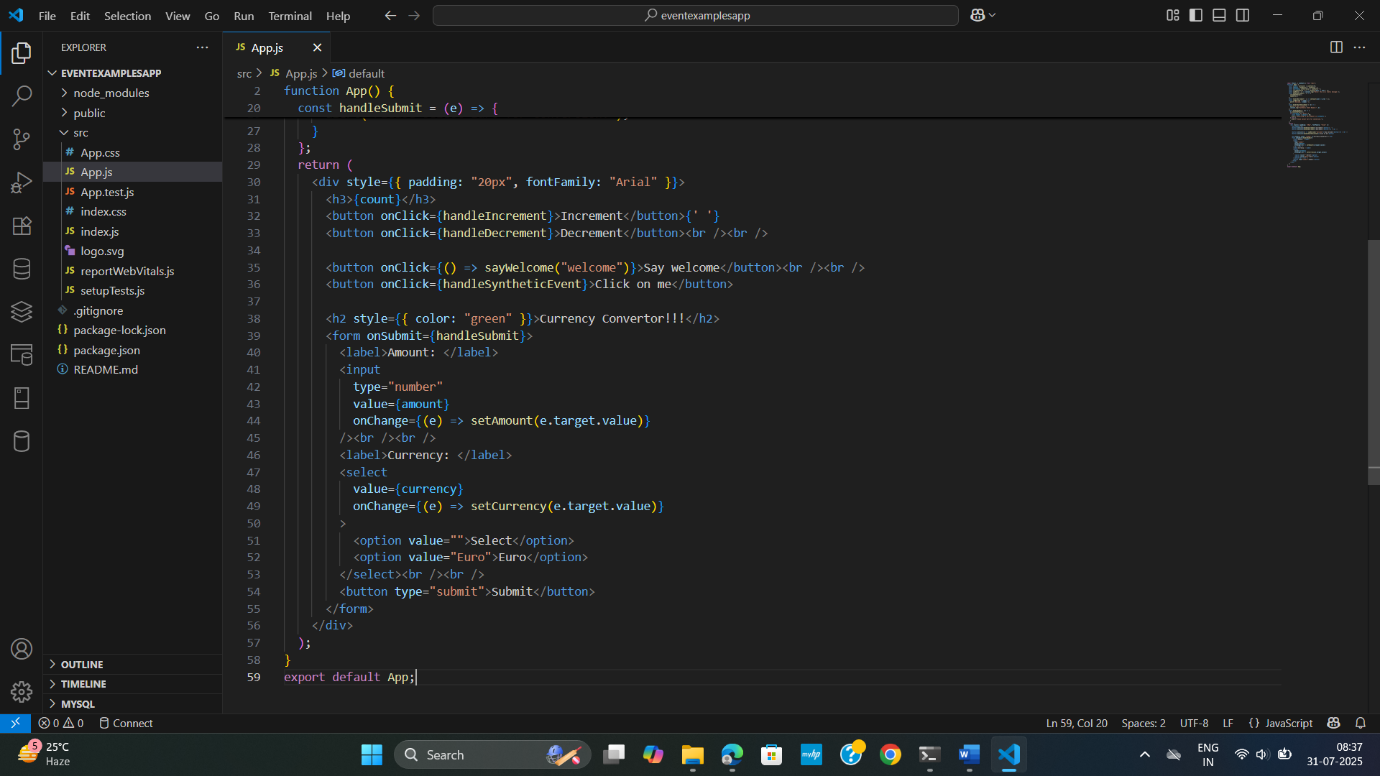 File Edit Selection View Go Run Terminal Help
eventexamplesapp
EXPLORER
EVENTEXAMPLESAPP
node_modules
public
src
# App.css
JS App.js
JS App.test.js
# index.css
JS index.js
logo.svg
JS reportWebVitals.js
JS setupTests.js
.gitignore
{} package-lock.json
{} package.json
README.md
OUTLINE
TIMELINE
MYSQL
JS App.js
src > JS App.js > default
2 function App() {
20 const handleSubmit = (e) => {
27 }
28 };
29 return (
30 <div style={{ padding: "20px", fontFamily: "Arial" }}>
31 <h3>{count}</h3>
32 <button onClick={handleIncrement}>Increment</button>{' '}
33 <button onClick={handleDecrement}>Decrement</button><br /><br />
34
35 <button onClick={() => sayWelcome("welcome")}>Say welcome</button><br /><br />
36 <button onClick={handleSyntheticEvent}>Click on me</button>
37
38 <h2 style={{ color: "green" }}>Currency Convertor!!!</h2>
39 <form onSubmit={handleSubmit}>
40 <label>Amount: </label>
41 <input
42 type="number"
43 value={amount}
44 onChange={(e) => setAmount(e.target.value)}
45 /><br /><br />
46 <label>Currency: </label>
47 <select
48 value={currency}
49 onChange={(e) => setCurrency(e.target.value)}
50 >
51 <option value="">Select</option>
52 <option value="Euro">Euro</option>
53 </select><br /><br />
54 <button type="submit">Submit</button>
55 </form>
56 </div>
57 );
58 }
59 export default App;
0 0 Connect
Ln 59, Col 20 Spaces: 2 UTF-8 LF {} JavaScript
5
25°C
Haze
Search
myhp
ENG
IN
08:37
31-07-2025